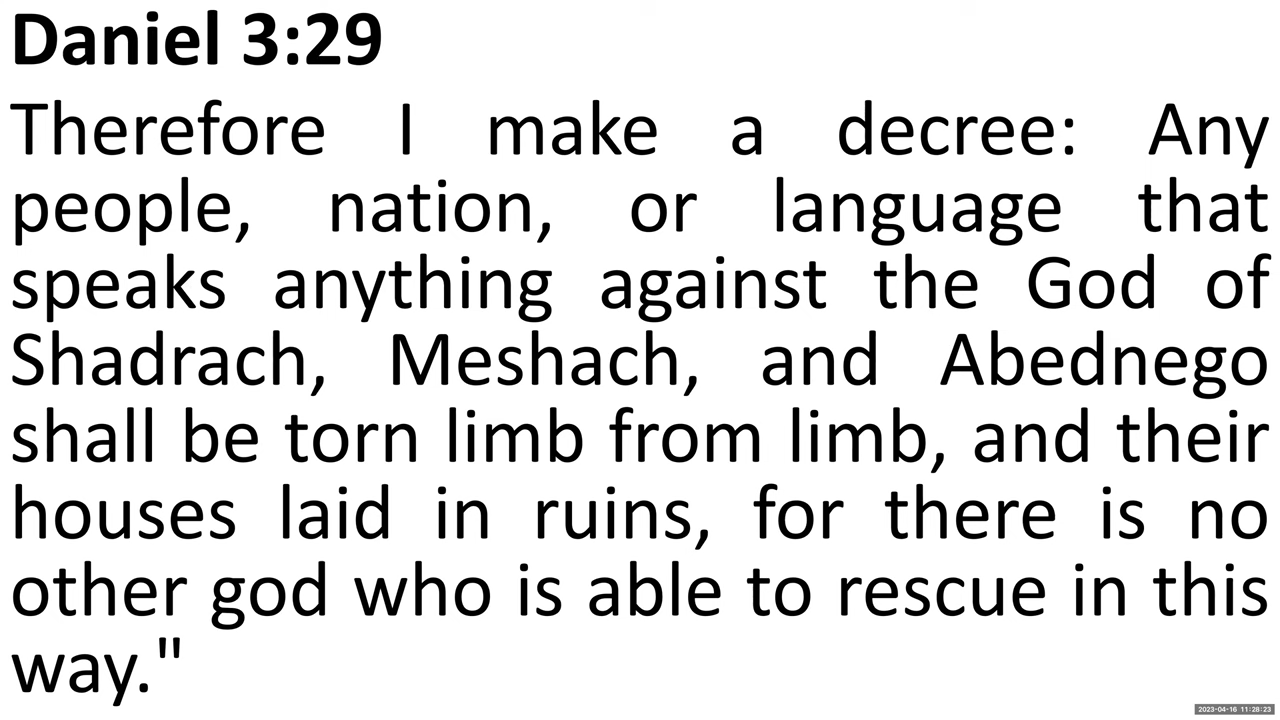 Daniel 3:29
Therefore I make a decree: Any
people, nation, or language that
speaks anything against the God of
Shadrach, Meshach, and Abednego
shall be torn limb from limb, and their
houses laid in ruins, for there is no
other god who is able to rescue in this
way."
2023-04-16 11:28:23